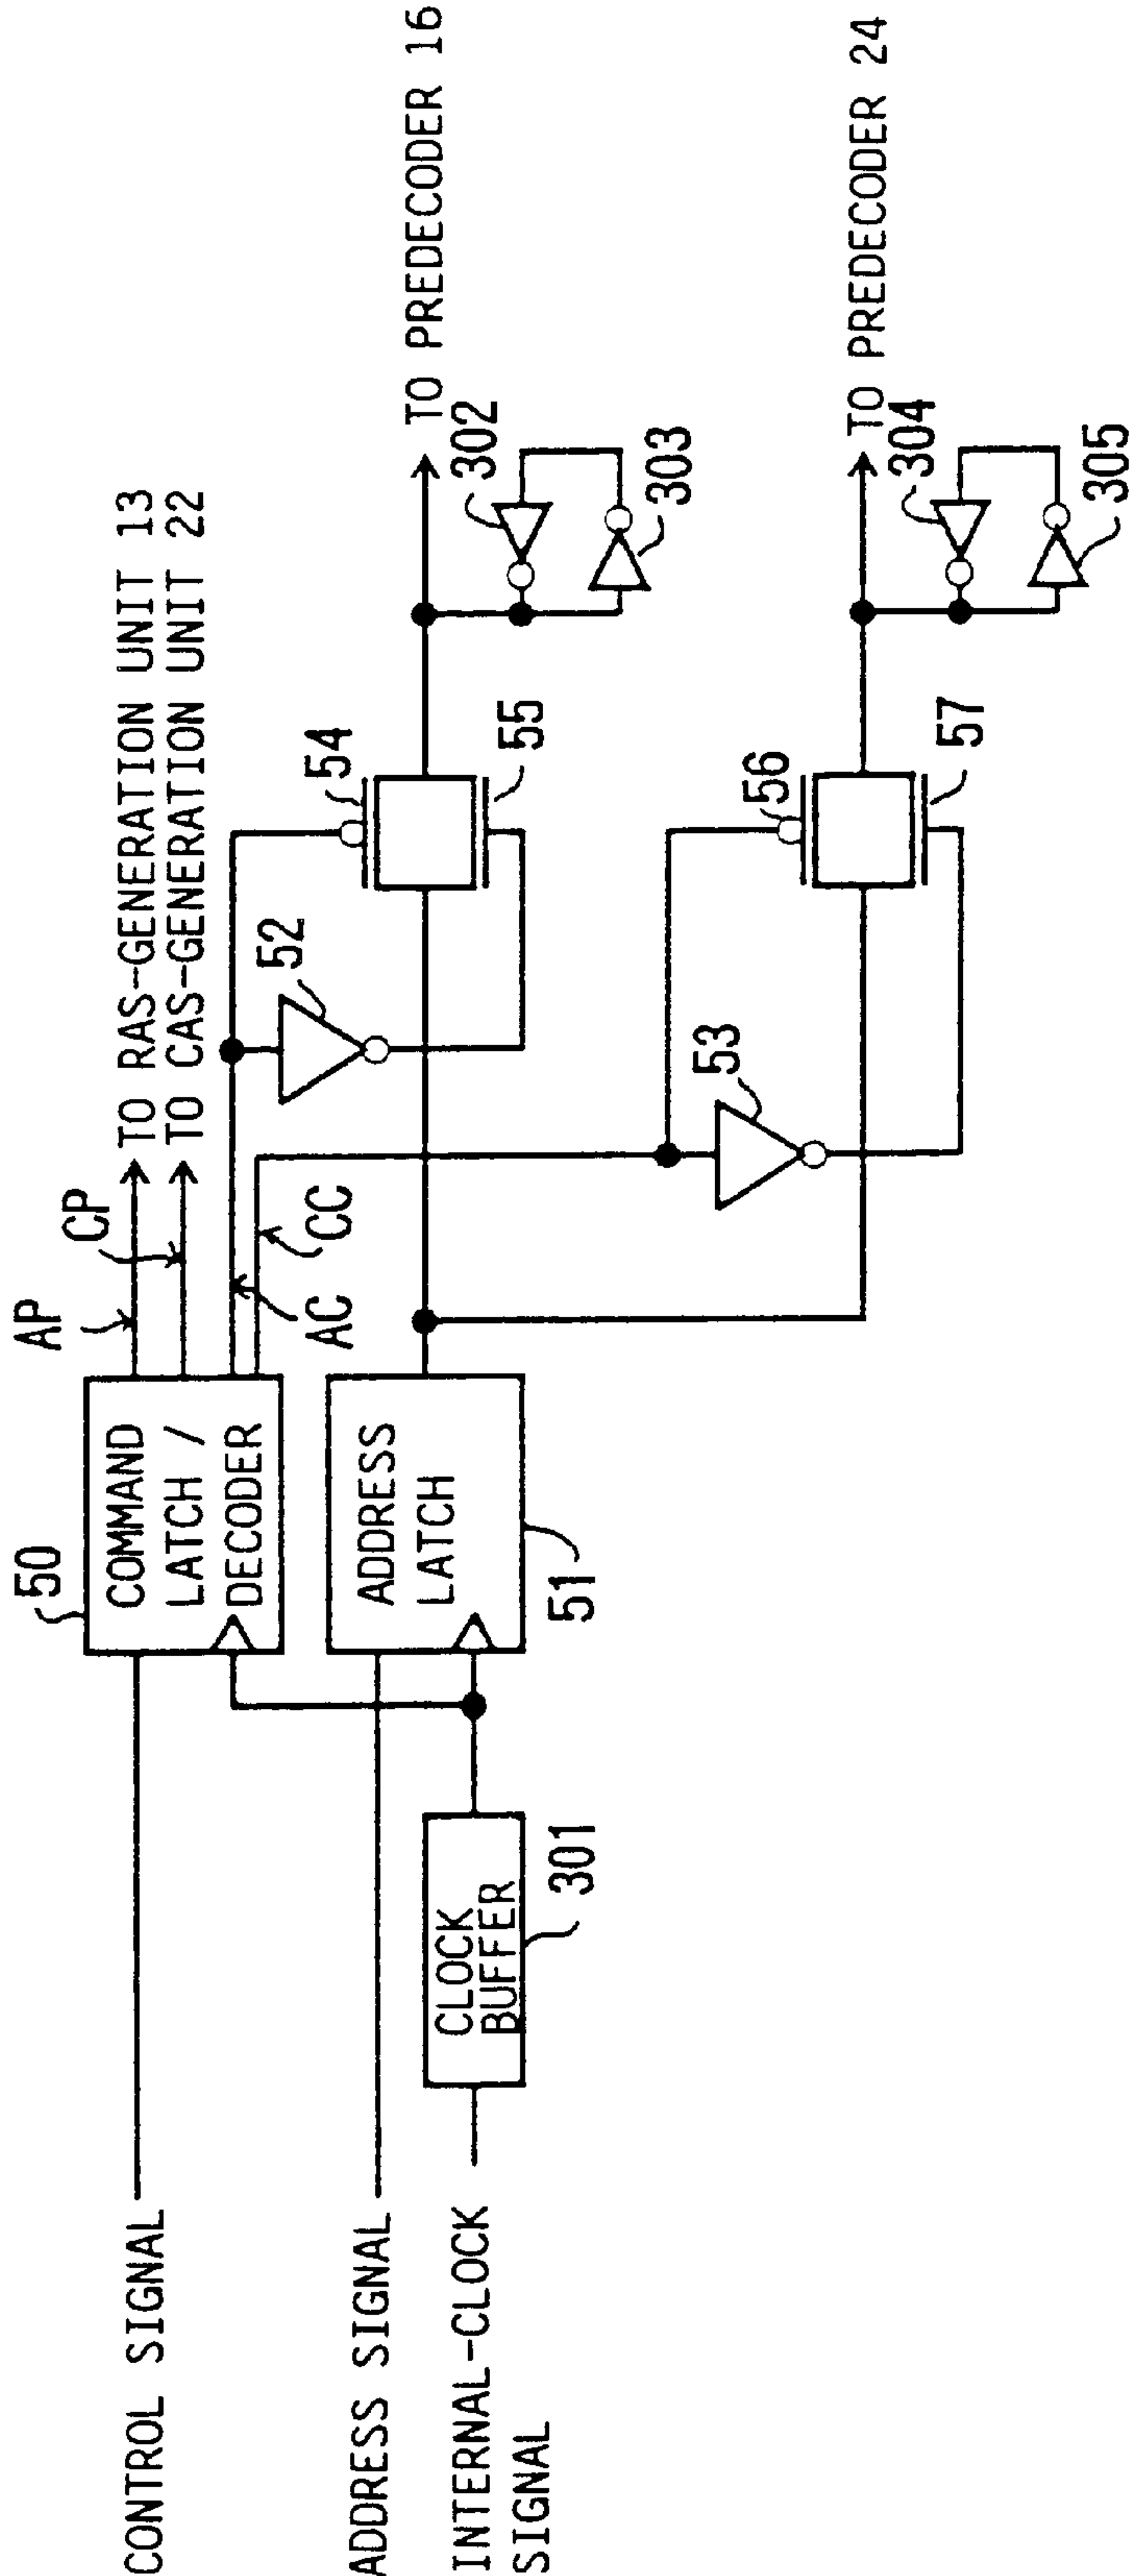 CONTROL SIGNAL
50
COMMAND
LATCH /
DECODER
AP
CP
TO RAS-GENERATION UNIT 13
TO CAS-GENERATION UNIT 22
AC
CC
ADDRESS SIGNAL
ADDRESS
LATCH
51
INTERNAL-CLOCK
SIGNAL
CLOCK
BUFFER
301
52
54
55
TO PREDECODER 16
302
303
53
56
57
TO PREDECODER 24
304
305